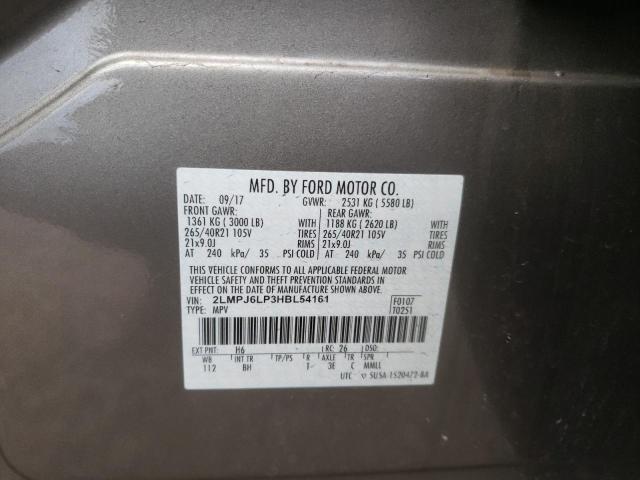 MFD. BY FORD MOTOR CO.
DATE: 09/17 GVWR: 2531 KG ( 5580 LB)
FRONT GAWR: REAR GAWR:
1361 KG ( 3000 LB) WITH 1188 KG ( 2620 LB) WITH
265/40R21 105V TIRES 265/40R21 105V TIRES
21x9.0J RIMS 21x9.0J RIMS
AT 240 kPa/ 35 PSI COLD AT 240 kPa/ 35 PSI COLD
THIS VEHICLE CONFORMS TO ALL APPLICABLE FEDERAL MOTOR
VEHICLE SAFETY AND THEFT PREVENTION STANDARDS IN
EFFECT ON THE DATE OF MANUFACTURE SHOWN ABOVE.
VIN: 2LMPJ6LP3HBL54161 F0107
TYPE: MPV T0251
EXT PNT: H6 RC: 26 DSO:
WB INT TR TP/PS R AXLE TR SPR
112 BH T 3E C MMLL
UTC SU5A-1520472-BA